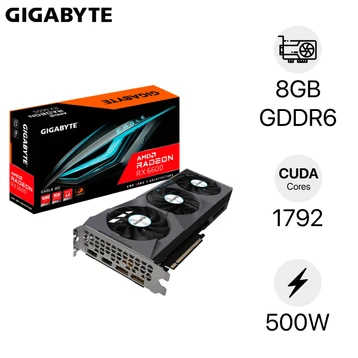 GIGABYTE
GIGABYTE
AMD
RADEON
RX 6600
EAGLE 8G
8GB
GDDR6
CUDA
Cores
1792
500W